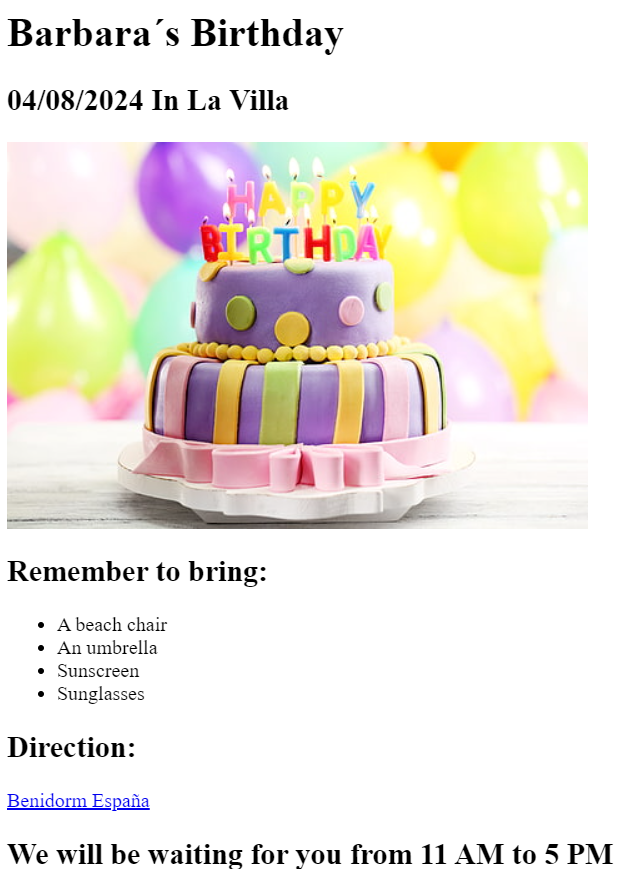 Barbara´s Birthday
04/08/2024 In La Villa
HAPPY
BIRTHDAY
Remember to bring:
A beach chair
An umbrella
Sunscreen
Sunglasses
Direction:
Benidorm España
We will be waiting for you from 11 AM to 5 PM